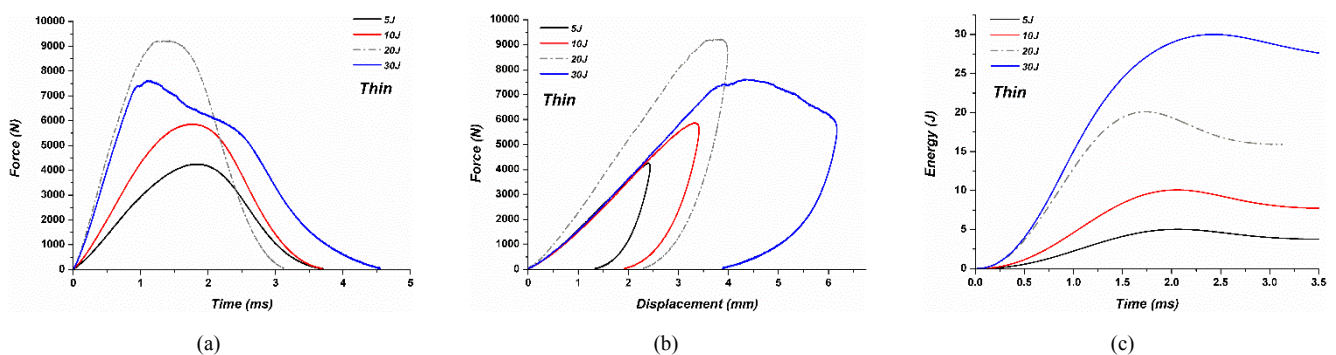 10000
9000
8000
7000
6000
5000
4000
3000
2000
1000
0
Force (N)
0 1 2 3 4 5
Time (ms)
5J
10J
20J
30J
Thin
(a)
10000
9000
8000
7000
6000
5000
4000
3000
2000
1000
0
Force (N)
0 1 2 3 4 5 6
Displacement (mm)
5J
10J
20J
30J
Thin
(b)
30
25
20
15
10
5
0
Energy (J)
0.0 0.5 1.0 1.5 2.0 2.5 3.0 3.5
Time (ms)
5J
10J
20J
30J
Thin
(c)